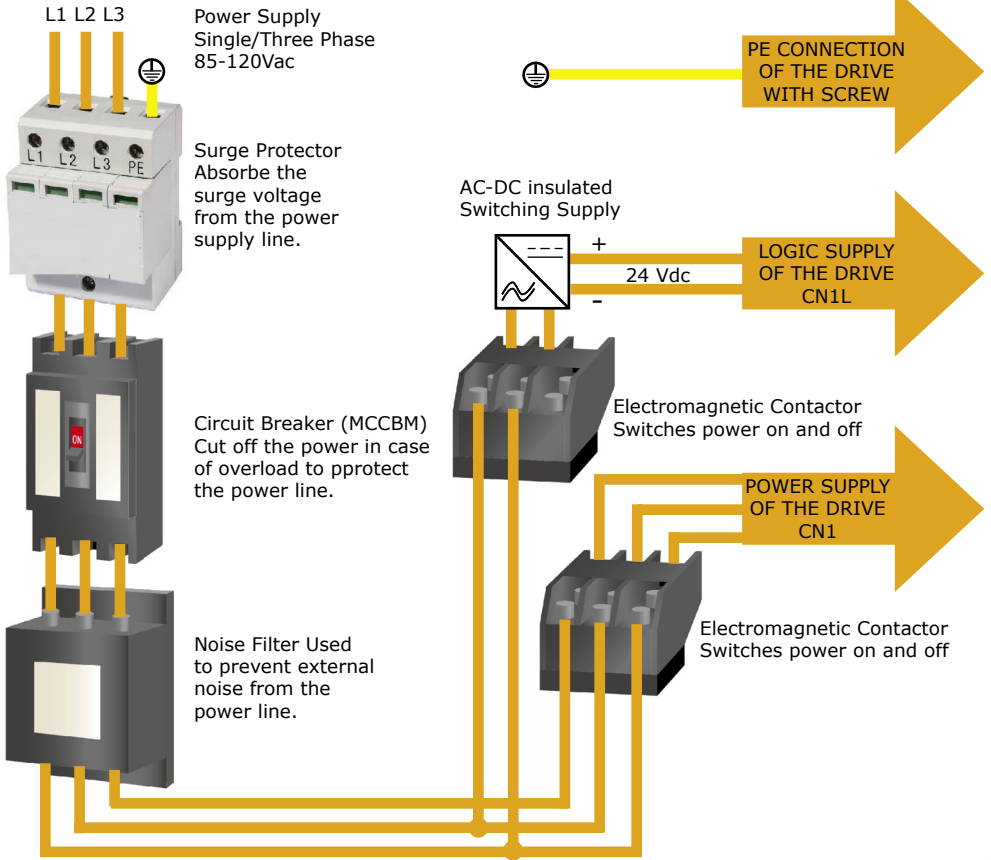 L1 L2 L3
Power Supply
Single/Three Phase
85-120Vac
L1 L2 L3 PE
Surge Protector
Absorbe the
surge voltage
from the power
supply line.
ON
Circuit Breaker (MCCBM)
Cut off the power in case
of overload to pprotect
the power line.
Noise Filter Used
to prevent external
noise from the
power line.
PE CONNECTION
OF THE DRIVE
WITH SCREW
AC-DC insulated
Switching Supply
+
24 Vdc
-
LOGIC SUPPLY
OF THE DRIVE
CN1L
Electromagnetic Contactor
Switches power on and off
POWER SUPPLY
OF THE DRIVE
CN1
Electromagnetic Contactor
Switches power on and off